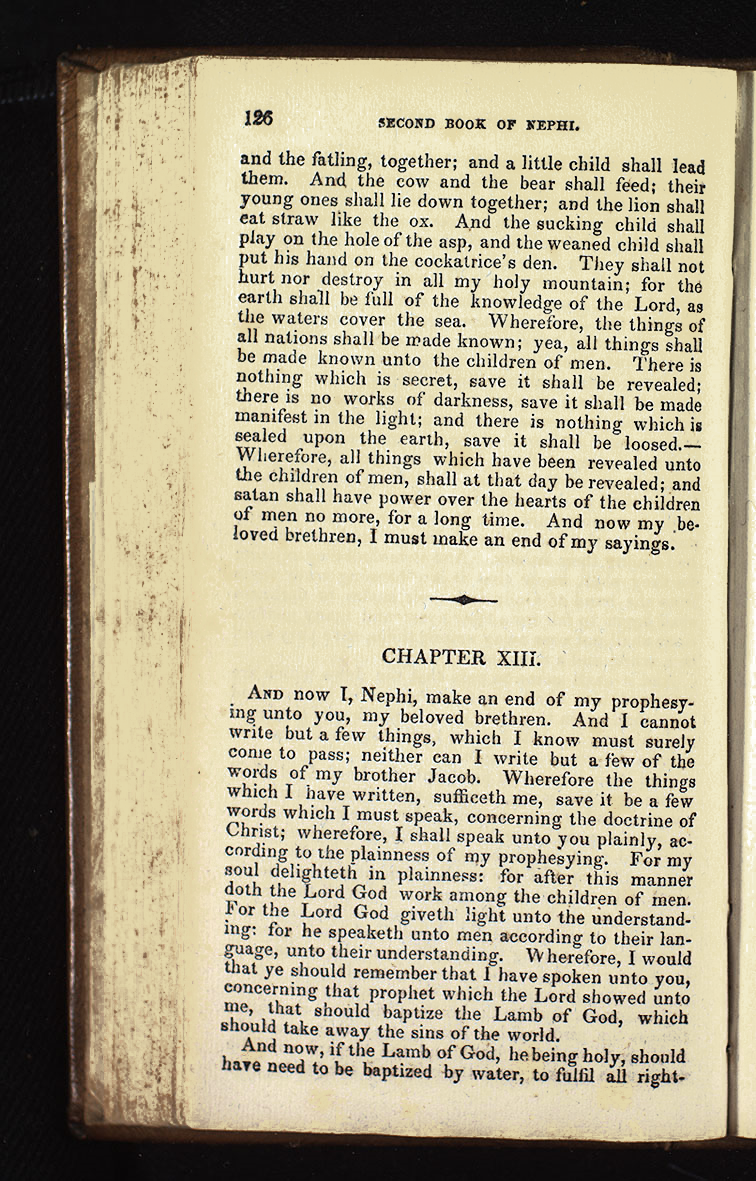 126 SECOND BOOK OF NEPHI.
and the fatling, together; and a little child shall lead
them. And the cow and the bear shall feed; their
young ones shall lie down together; and the lion shall
eat straw like the ox. And the sucking child shall
play on the hole of the asp, and the weaned child shall
put his hand on the cockatrice's den. They shall not
hurt nor destroy in all my holy mountain; for the
earth shall be full of the knowledge of the Lord, as
the waters cover the sea. Wherefore, the things of
all nations shall be made known; yea, all things shall
be made known unto the children of men. There is
nothing which is secret, save it shall be revealed;
there is no works of darkness, save it shall be made
manifest in the light; and there is nothing which is
sealed upon the earth, save it shall be loosed.—
Wherefore, all things which have been revealed unto
the children of men, shall at that day be revealed; and
satan shall have power over the hearts of the children
of men no more, for a long time. And now my be-
loved brethren, I must make an end of my sayings.
CHAPTER XIII.
AND now I, Nephi, make an end of my prophesy-
ing unto you, my beloved brethren. And I cannot
write but a few things, which I know must surely
come to pass; neither can I write but a few of the
words of my brother Jacob. Wherefore the things
which I have written, sufficeth me, save it be a few
words which I must speak, concerning the doctrine of
Christ; wherefore, I shall speak unto you plainly, ac-
cording to the plainness of my prophesying. For my
soul delighteth in plainness: for after this manner
doth the Lord God work among the children of men.
For the Lord God giveth light unto the understand-
ing: for he speaketh unto men according to their lan-
guage, unto their understanding. Wherefore, I would
that ye should remember that I have spoken unto you,
concerning that prophet which the Lord showed unto
me, that should baptize the Lamb of God, which
should take away the sins of the world.
And now, if the Lamb of God, he being holy, should
have need to be baptized by water, to fulfil all right-